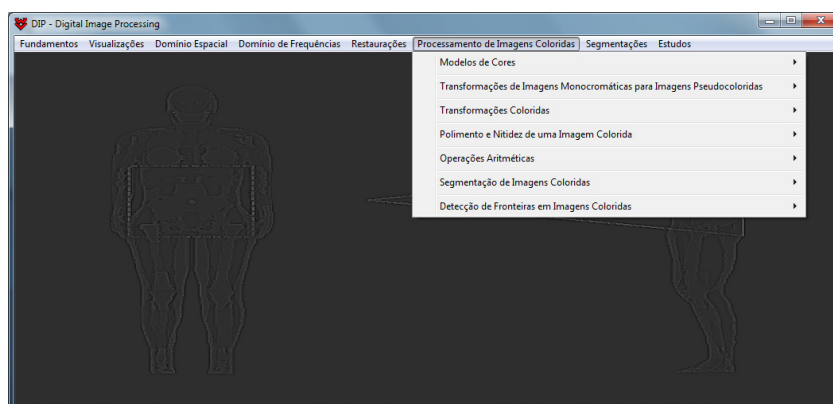 DIP - Digital Image Processing
Fundamentos Visualizações Domínio Espacial Domínio de Frequências Restaurações Processamento de Imagens Coloridas Segmentações Estudos
Modelos de Cores
Transformações de Imagens Monocromáticas para Imagens Pseudocoloridas
Transformações Coloridas
Polimento e Nitidez de uma Imagem Colorida
Operações Aritméticas
Segmentação de Imagens Coloridas
Detecção de Fronteiras em Imagens Coloridas